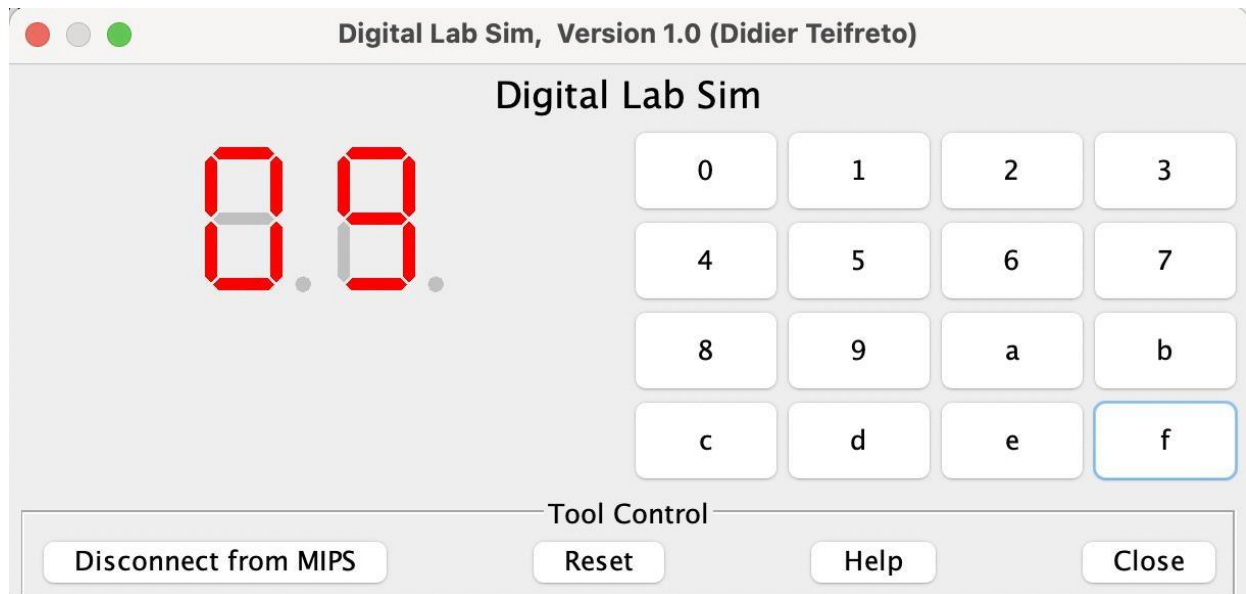 Digital Lab Sim, Version 1.0 (Didier Teifreto)
Digital Lab Sim
09
0 1 2 3
4 5 6 7
8 9 a b
c d e f
Tool Control
Disconnect from MIPS Reset Help Close